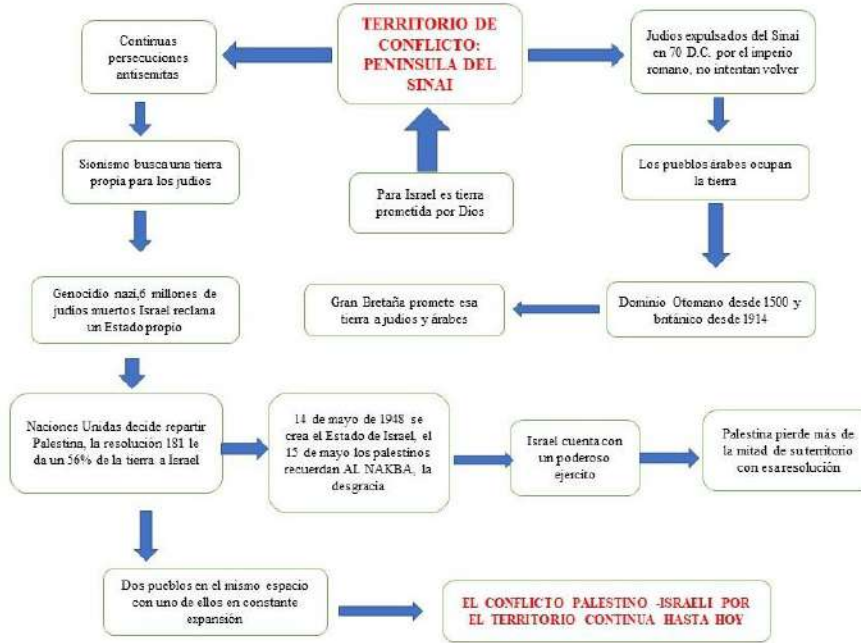 TERRITORIO DE
CONFLICTO:
PENINSULA DEL
SINAI
Continuas
persecuciones
antisemitas
Judios expulsados del Sinai
en 70 D.C. por el imperio
romano, no intentan volver
Sionismo busca una tierra
propia para los judios
Para Israel es tierra
prometida por Dios
Los pueblos árabes ocupan
la tierra
Genocidio nazi,6 millones de
judios muertos Israel reclama
un Estado propio
Gran Bretaña promete esa
tierra a judios y árabes
Dominio Otomano desde 1500 y
británico desde 1914
Naciones Unidas decide repartir
Palestina, la resolución 181 le
da un 56% de la tierra a Israel
14 de mayo de 1948 se
crea el Estado de Israel, el
15 de mayo los palestinos
recuerdan AL NAKBA, la
desgracia
Israel cuenta con
un poderoso
ejercito
Palestina pierde más de
la mitad de su territorio
con esa resolución
Dos pueblos en el mismo espacio
con uno de ellos en constante
expansión
EL CONFLICTO PALESTINO -ISRAELI POR
EL TERRITORIO CONTINUA HASTA HOY